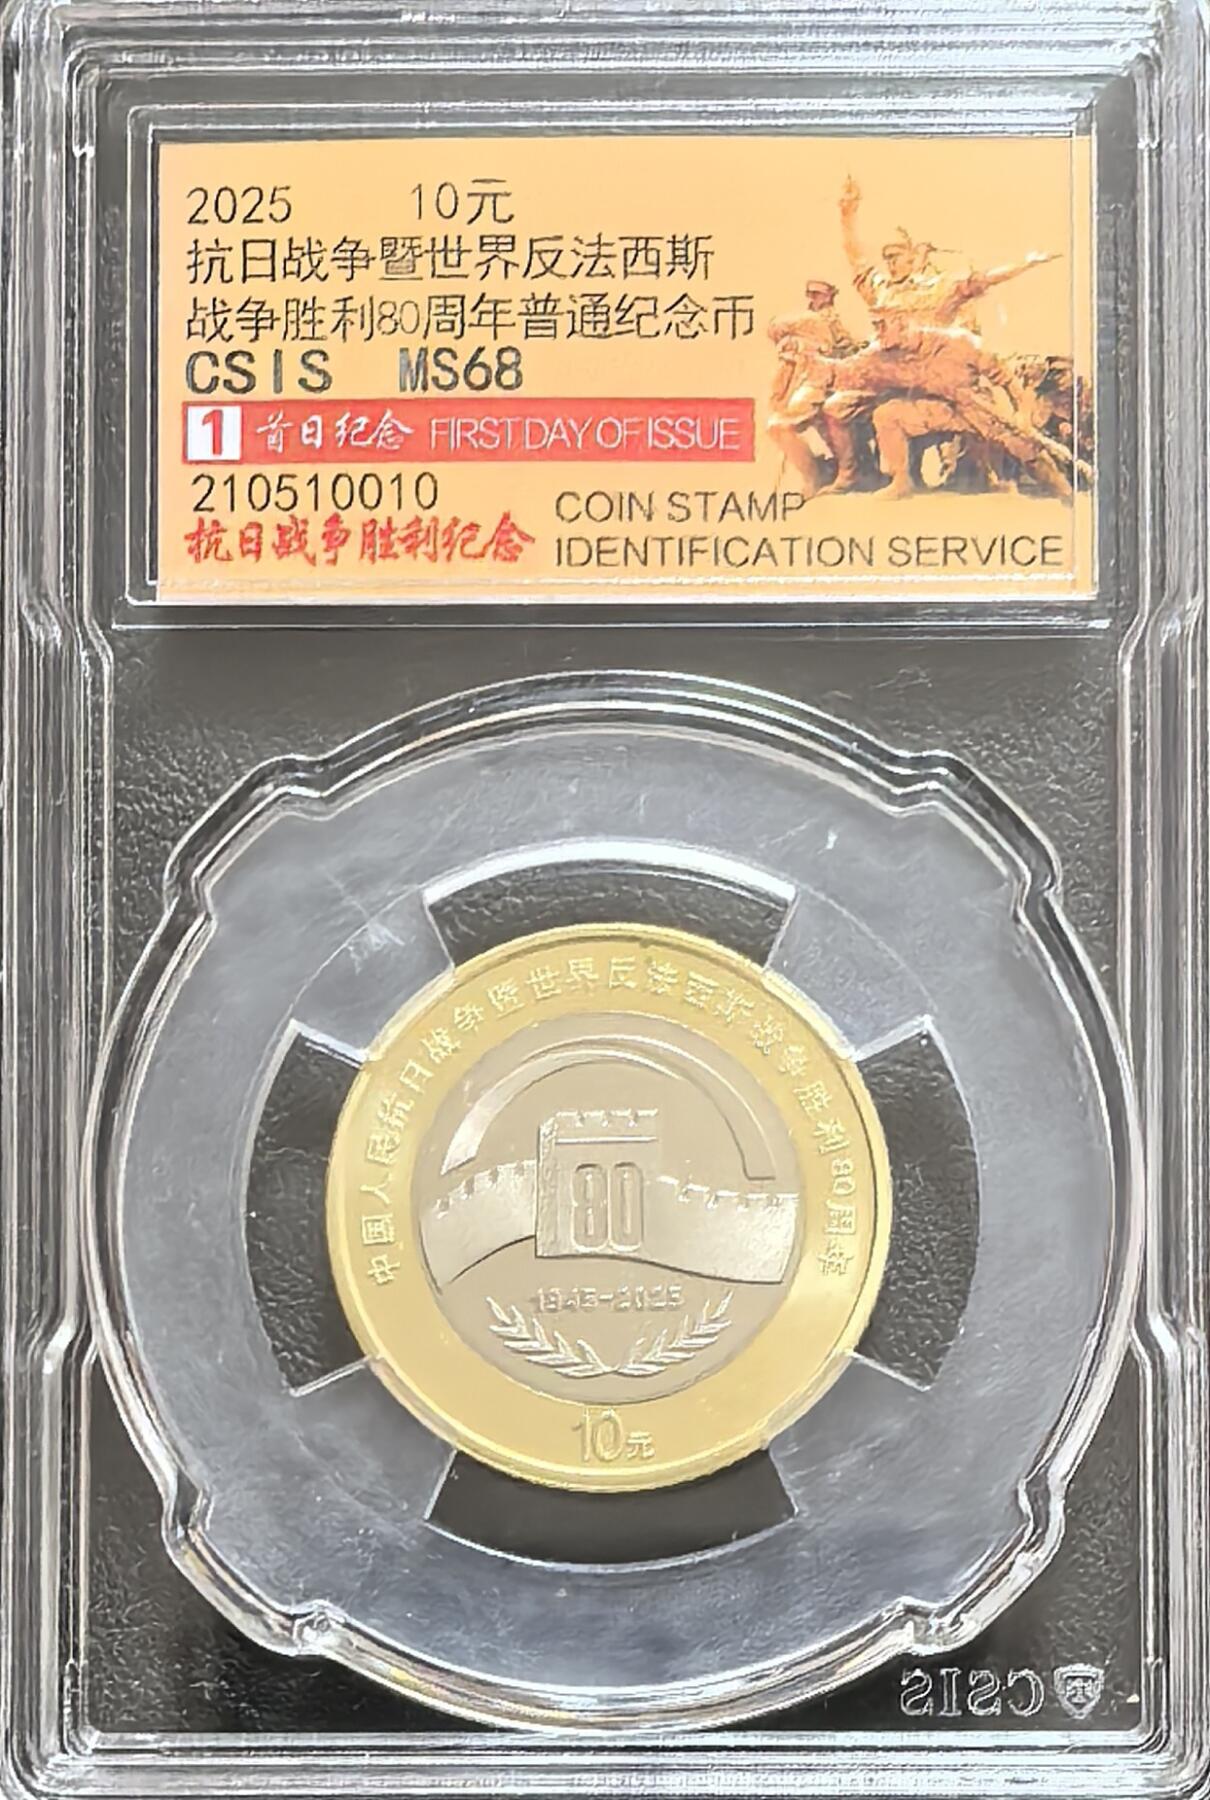 2025 10元
抗日战争暨世界反法西斯
战争胜利80周年普通纪念币
CSIS MS68
1 首日纪念 FIRST DAY OF ISSUE
210510010
抗日战争胜利纪念
COIN STAMP
IDENTIFICATION SERVICE
中国人民抗日战争暨世界反法西斯战争胜利80周年
80
1945-2025
10元
CSIS